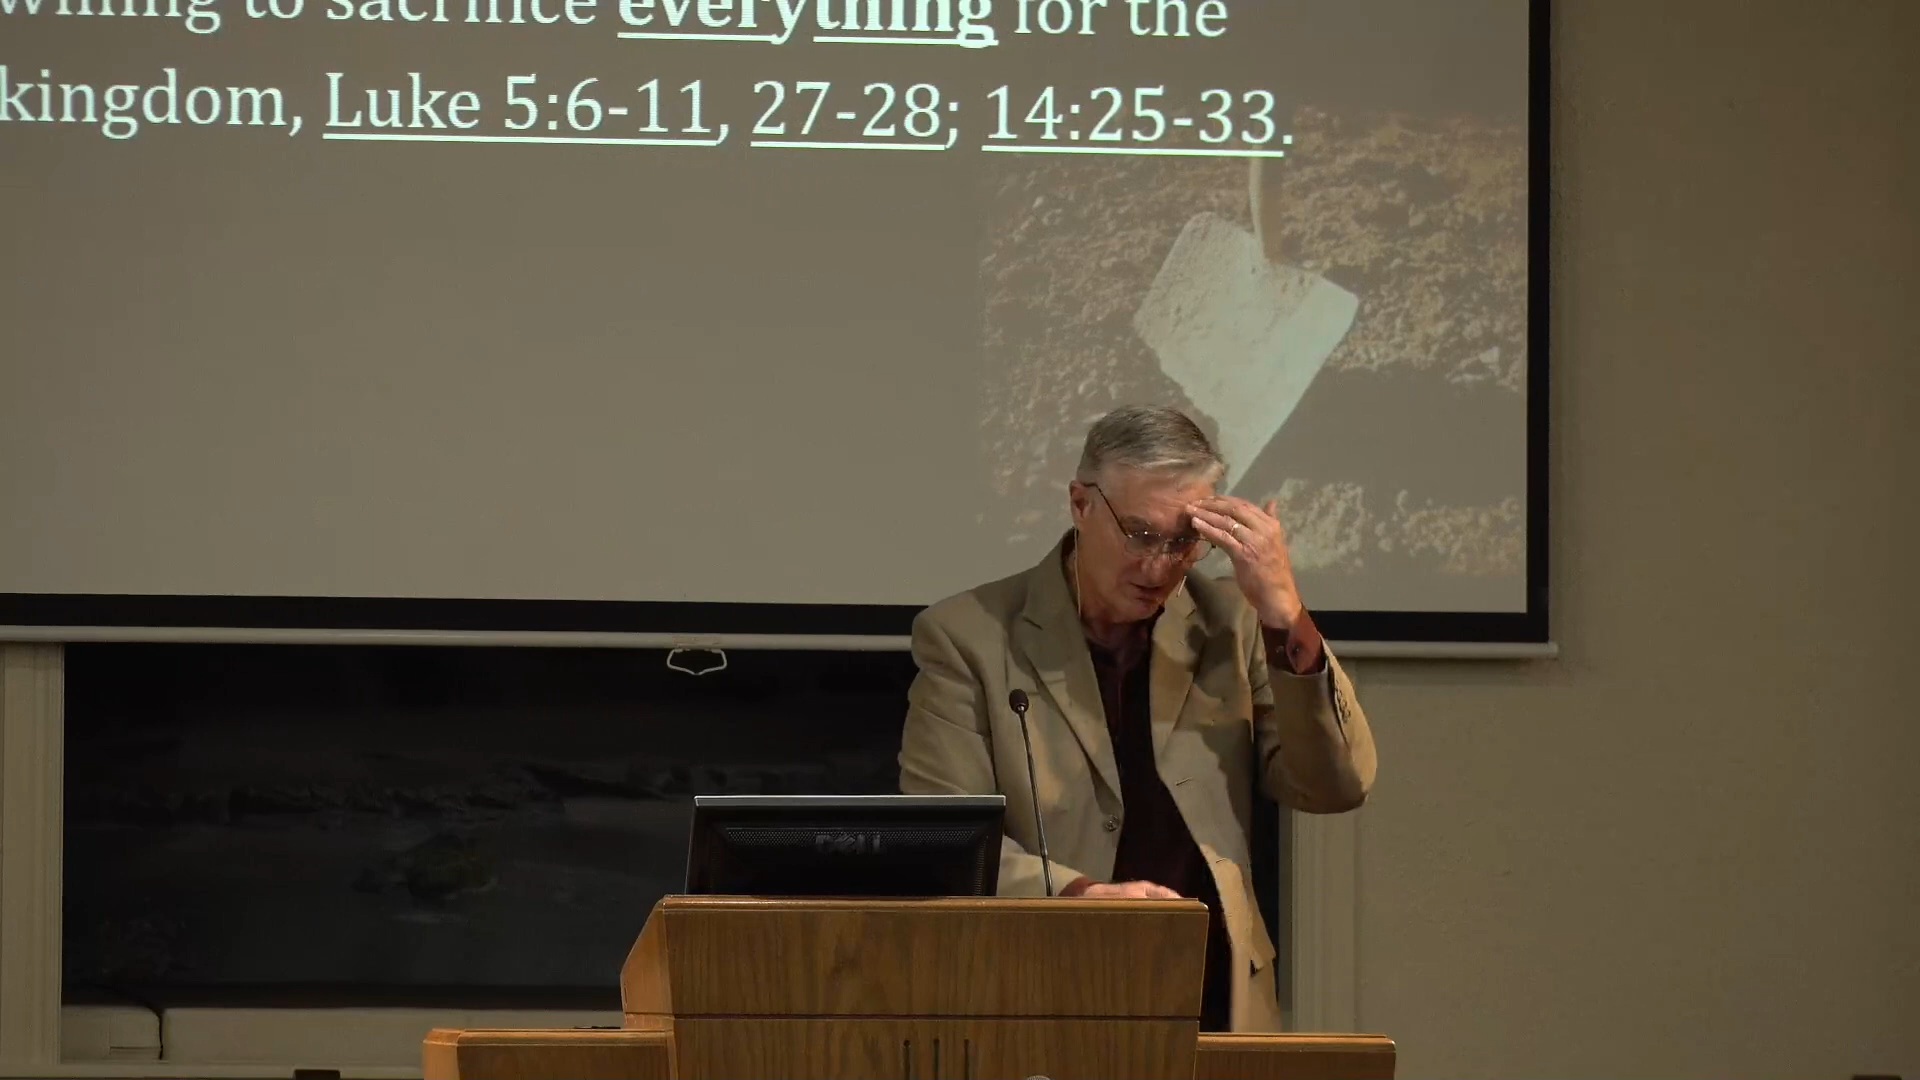 willing to sacrifice everything for the
kingdom, Luke 5:6-11, 27-28; 14:25-33.
DELL